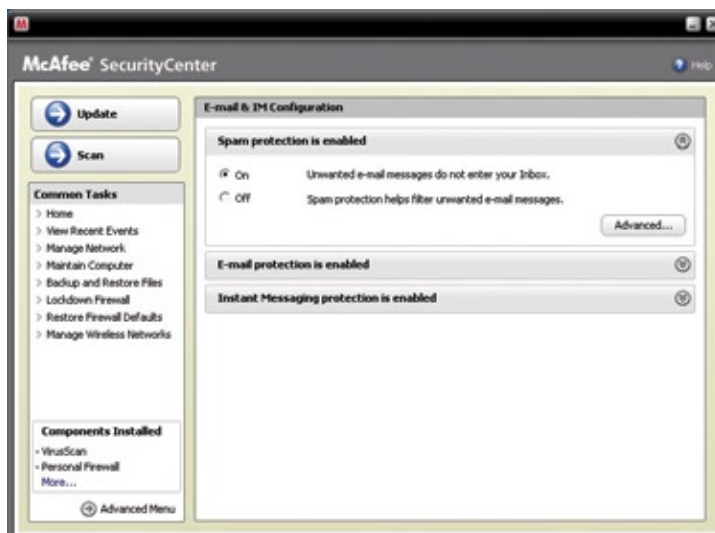 McAfee® SecurityCenter
Help
Update
Scan
Common Tasks
Home
View Recent Events
Manage Network
Maintain Computer
Backup and Restore Files
Lockdown Firewall
Restore Firewall Defaults
Manage Wireless Networks
Components Installed
VirusScan
Personal Firewall
More...
Advanced Menu
E-mail & IM Configuration
Spam protection is enabled
On Unwanted e-mail messages do not enter your Inbox.
Off Spam protection helps filter unwanted e-mail messages.
Advanced...
E-mail protection is enabled
Instant Messaging protection is enabled